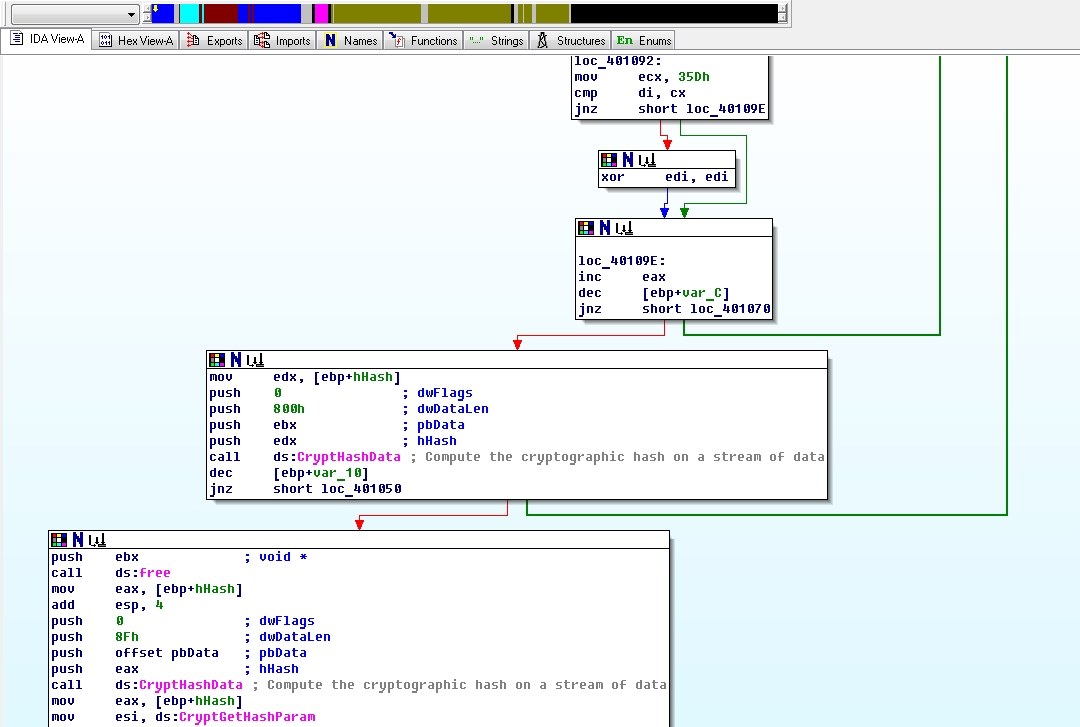 IDA View-A Hex View-A Exports Imports N Names Functions "..." Strings Structures En Enums
loc_401092:
mov ecx, 35Dh
cmp di, cx
jnz short loc_40109E
N
xor edi, edi
N
loc_40109E:
inc eax
dec [ebp+var_C]
jnz short loc_401070
N
mov edx, [ebp+hHash]
push 0 ; dwFlags
push 800h ; dwDataLen
push ebx ; pbData
push edx ; hHash
call ds:CryptHashData ; Compute the cryptographic hash on a stream of data
dec [ebp+var_10]
jnz short loc_401050
N
push ebx ; void *
call ds:free
mov eax, [ebp+hHash]
add esp, 4
push 0 ; dwFlags
push 8Fh ; dwDataLen
push offset pbData ; pbData
push eax ; hHash
call ds:CryptHashData ; Compute the cryptographic hash on a stream of data
mov eax, [ebp+hHash]
mov esi, ds:CryptGetHashParam